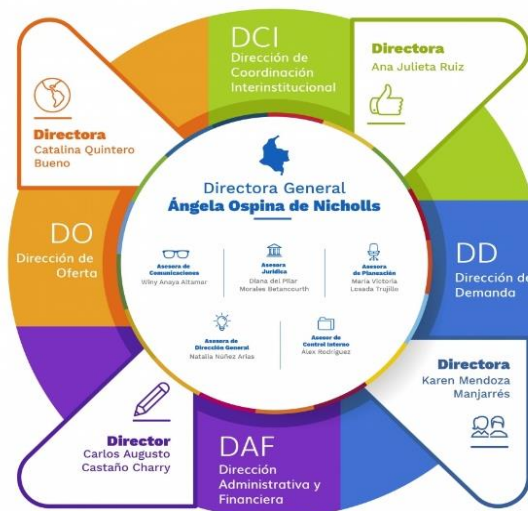 DCI
Dirección de
Coordinación
Interinstitucional
Directora
Ana Julieta Ruiz
Directora
Catalina Quintero
Bueno
Directora General
Ángela Ospina de Nicholls
Asesora de
Comunicaciones
Winy Anaya Altamar
Asesora
Jurídica
Diana del Pilar
Morales Betancourth
Asesora
de Planeación
María Victoria
Losada Trujillo
Asesora de
Dirección General
Natalia Núñez Arias
Asesor de
Control Interno
Alex Rodríguez
DO
Dirección de
Oferta
DD
Dirección de
Demanda
Director
Carlos Augusto
Castaño Charry
DAF
Dirección
Administrativa y
Financiera
Directora
Karen Mendoza
Manjarrés